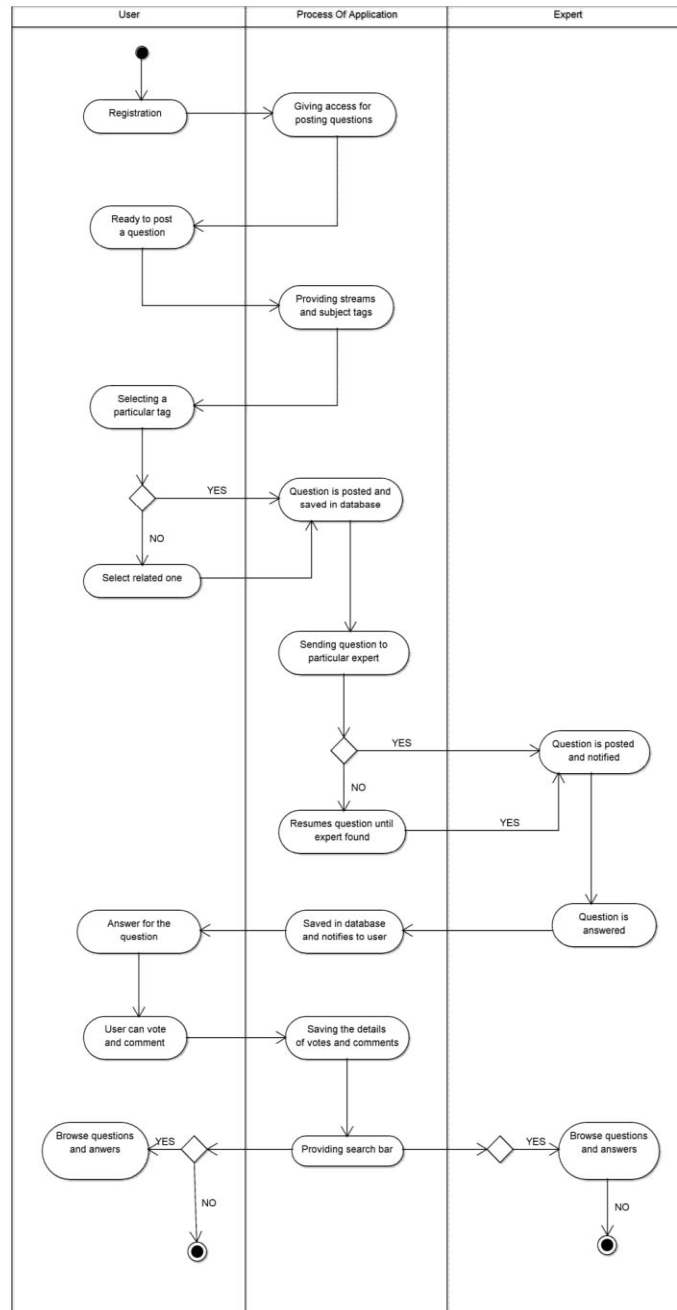 User
Process Of Application
Expert
Registration
Giving access for
posting questions
Ready to post
a question
Providing streams
and subject tags
Selecting a
particular tag
YES
Question is posted and
saved in database
NO
Select related one
Sending question to
particular expert
YES
Question is posted
and notified
NO
Resumes question until
expert found
YES
Answer for the
question
Saved in database
and notifies to user
Question is
answered
User can vote
and comment
Saving the details
of votes and comments
Browse questions
and anwers
YES
Providing search bar
YES
Browse questions
and answers
NO
NO